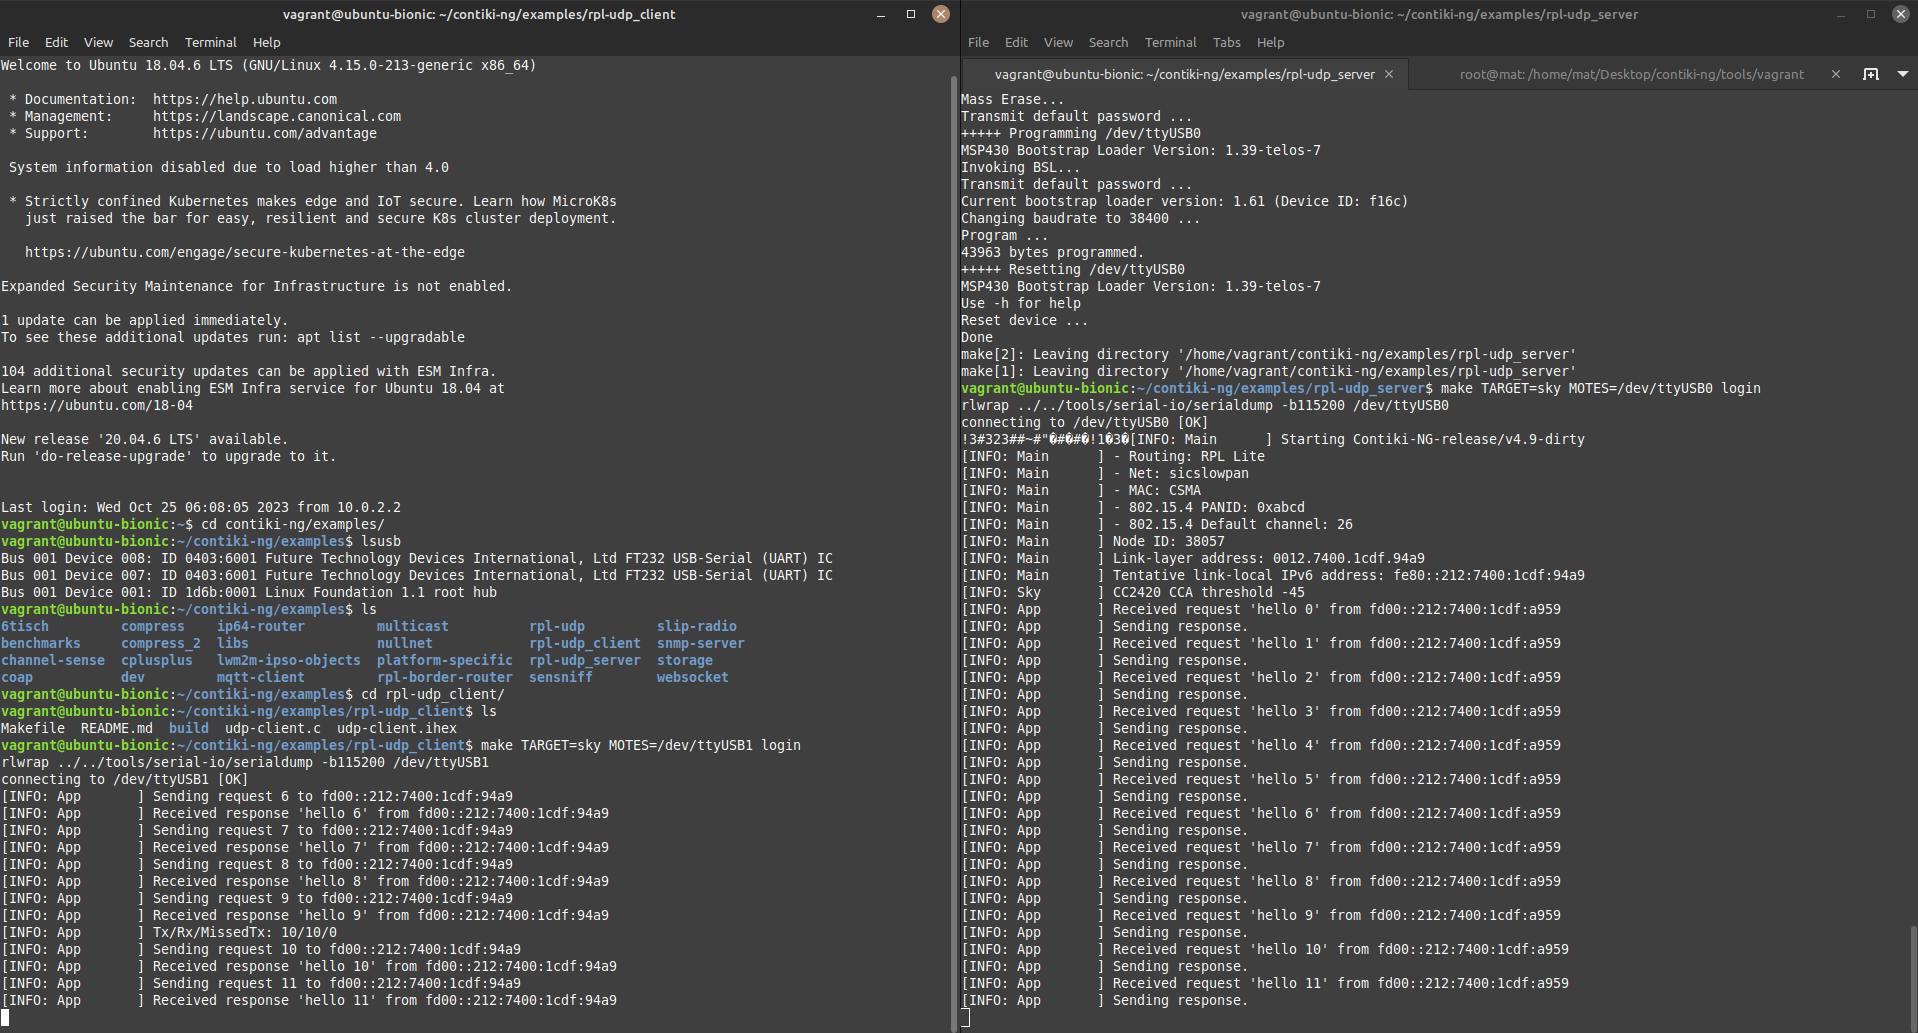 vagrant@ubuntu-bionic: ~/contiki-ng/examples/rpl-udp_client
File Edit View Search Terminal Help
Welcome to Ubuntu 18.04.6 LTS (GNU/Linux 4.15.0-213-generic x86_64)
* Documentation: https://help.ubuntu.com
* Management: https://landscape.canonical.com
* Support: https://ubuntu.com/advantage
System information disabled due to load higher than 4.0
* Strictly confined Kubernetes makes edge and IoT secure. Learn how MicroK8s
just raised the bar for easy, resilient and secure K8s cluster deployment.
https://ubuntu.com/engage/secure-kubernetes-at-the-edge
Expanded Security Maintenance for Infrastructure is not enabled.
1 update can be applied immediately.
To see these additional updates run: apt list --upgradable
104 additional security updates can be applied with ESM Infra.
Learn more about enabling ESM Infra service for Ubuntu 18.04 at
https://ubuntu.com/18-04
New release '20.04.6 LTS' available.
Run 'do-release-upgrade' to upgrade to it.
Last login: Wed Oct 25 06:08:05 2023 from 10.0.2.2
vagrant@ubuntu-bionic:~$ cd contiki-ng/examples/
vagrant@ubuntu-bionic:~/contiki-ng/examples$ lsusb
Bus 001 Device 008: ID 0403:6001 Future Technology Devices International, Ltd FT232 USB-Serial (UART) IC
Bus 001 Device 007: ID 0403:6001 Future Technology Devices International, Ltd FT232 USB-Serial (UART) IC
Bus 001 Device 001: ID 1d6b:0001 Linux Foundation 1.1 root hub
vagrant@ubuntu-bionic:~/contiki-ng/examples$ ls
6tisch compress ip64-router multicast rpl-udp slip-radio
benchmarks compress_2 libs nullnet rpl-udp_client snmp-server
channel-sense cplusplus lwm2m-ipso-objects platform-specific rpl-udp_server storage
coap dev mqtt-client rpl-border-router sensniff websocket
vagrant@ubuntu-bionic:~/contiki-ng/examples$ cd rpl-udp_client/
vagrant@ubuntu-bionic:~/contiki-ng/examples/rpl-udp_client$ ls
Makefile README.md build udp-client.c udp-client.ihex
vagrant@ubuntu-bionic:~/contiki-ng/examples/rpl-udp_client$ make TARGET=sky MOTES=/dev/ttyUSB1 login
rlwrap ../../tools/serial-io/serialdump -b115200 /dev/ttyUSB1
connecting to /dev/ttyUSB1 [OK]
[INFO: App ] Sending request 6 to fd00::212:7400:1cdf:94a9
[INFO: App ] Received response 'hello 6' from fd00::212:7400:1cdf:94a9
[INFO: App ] Sending request 7 to fd00::212:7400:1cdf:94a9
[INFO: App ] Received response 'hello 7' from fd00::212:7400:1cdf:94a9
[INFO: App ] Sending request 8 to fd00::212:7400:1cdf:94a9
[INFO: App ] Received response 'hello 8' from fd00::212:7400:1cdf:94a9
[INFO: App ] Sending request 9 to fd00::212:7400:1cdf:94a9
[INFO: App ] Received response 'hello 9' from fd00::212:7400:1cdf:94a9
[INFO: App ] Tx/Rx/MissedTx: 10/10/0
[INFO: App ] Sending request 10 to fd00::212:7400:1cdf:94a9
[INFO: App ] Received response 'hello 10' from fd00::212:7400:1cdf:94a9
[INFO: App ] Sending request 11 to fd00::212:7400:1cdf:94a9
[INFO: App ] Received response 'hello 11' from fd00::212:7400:1cdf:94a9
vagrant@ubuntu-bionic: ~/contiki-ng/examples/rpl-udp_server
File Edit View Search Terminal Tabs Help
vagrant@ubuntu-bionic: ~/contiki-ng/examples/rpl-udp_server root@mat: /home/mat/Desktop/contiki-ng/tools/vagrant
Mass Erase...
Transmit default password ...
+++++ Programming /dev/ttyUSB0
MSP430 Bootstrap Loader Version: 1.39-telos-7
Invoking BSL...
Transmit default password ...
Current bootstrap loader version: 1.61 (Device ID: f16c)
Changing baudrate to 38400 ...
Program ...
43963 bytes programmed.
+++++ Resetting /dev/ttyUSB0
MSP430 Bootstrap Loader Version: 1.39-telos-7
Use -h for help
Reset device ...
Done
make[2]: Leaving directory '/home/vagrant/contiki-ng/examples/rpl-udp_server'
make[1]: Leaving directory '/home/vagrant/contiki-ng/examples/rpl-udp_server'
vagrant@ubuntu-bionic:~/contiki-ng/examples/rpl-udp_server$ make TARGET=sky MOTES=/dev/ttyUSB0 login
rlwrap ../../tools/serial-io/serialdump -b115200 /dev/ttyUSB0
connecting to /dev/ttyUSB0 [OK]
!3#323##~#"�#�#�!1�3�[INFO: Main ] Starting Contiki-NG-release/v4.9-dirty
[INFO: Main ] - Routing: RPL Lite
[INFO: Main ] - Net: sicslowpan
[INFO: Main ] - MAC: CSMA
[INFO: Main ] - 802.15.4 PANID: 0xabcd
[INFO: Main ] - 802.15.4 Default channel: 26
[INFO: Main ] Node ID: 38057
[INFO: Main ] Link-layer address: 0012.7400.1cdf.94a9
[INFO: Main ] Tentative link-local IPv6 address: fe80::212:7400:1cdf:94a9
[INFO: Sky ] CC2420 CCA threshold -45
[INFO: App ] Received request 'hello 0' from fd00::212:7400:1cdf:a959
[INFO: App ] Sending response.
[INFO: App ] Received request 'hello 1' from fd00::212:7400:1cdf:a959
[INFO: App ] Sending response.
[INFO: App ] Received request 'hello 2' from fd00::212:7400:1cdf:a959
[INFO: App ] Sending response.
[INFO: App ] Received request 'hello 3' from fd00::212:7400:1cdf:a959
[INFO: App ] Sending response.
[INFO: App ] Received request 'hello 4' from fd00::212:7400:1cdf:a959
[INFO: App ] Sending response.
[INFO: App ] Received request 'hello 5' from fd00::212:7400:1cdf:a959
[INFO: App ] Sending response.
[INFO: App ] Received request 'hello 6' from fd00::212:7400:1cdf:a959
[INFO: App ] Sending response.
[INFO: App ] Received request 'hello 7' from fd00::212:7400:1cdf:a959
[INFO: App ] Sending response.
[INFO: App ] Received request 'hello 8' from fd00::212:7400:1cdf:a959
[INFO: App ] Sending response.
[INFO: App ] Received request 'hello 9' from fd00::212:7400:1cdf:a959
[INFO: App ] Sending response.
[INFO: App ] Received request 'hello 10' from fd00::212:7400:1cdf:a959
[INFO: App ] Sending response.
[INFO: App ] Received request 'hello 11' from fd00::212:7400:1cdf:a959
[INFO: App ] Sending response.